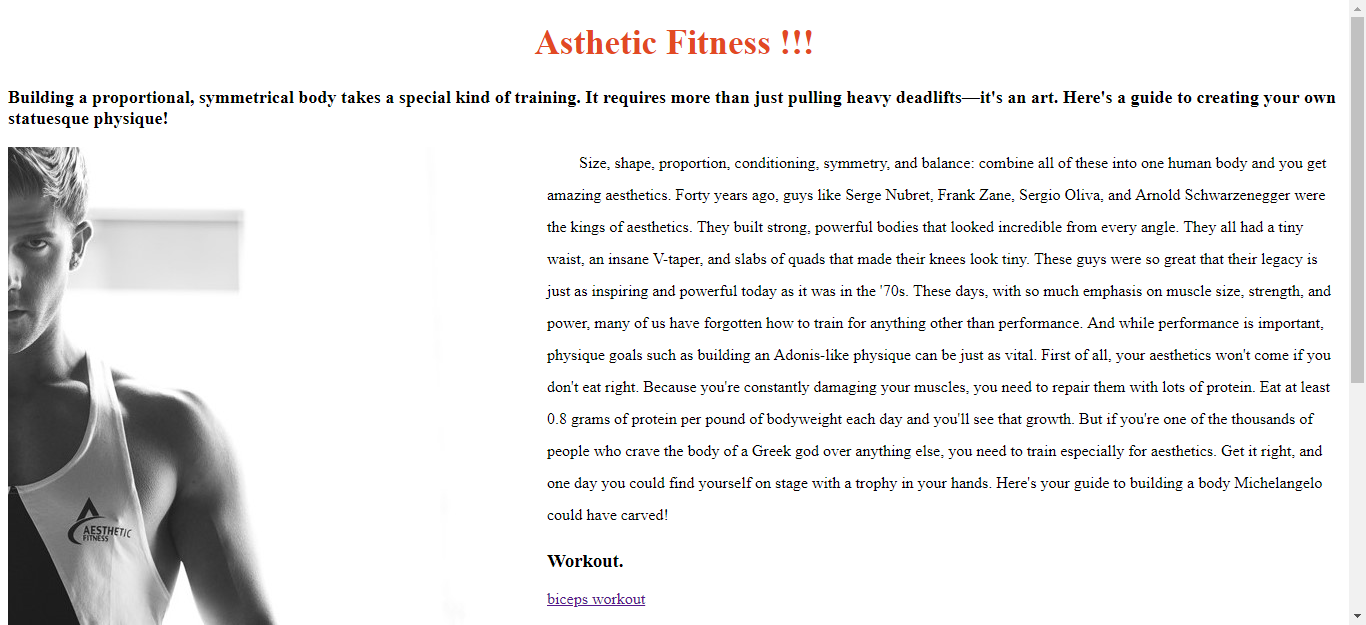 Asthetic Fitness !!!
Building a proportional, symmetrical body takes a special kind of training. It requires more than just pulling heavy deadlifts—it's an art. Here's a guide to creating your own
statuesque physique!
Size, shape, proportion, conditioning, symmetry, and balance: combine all of these into one human body and you get
amazing aesthetics. Forty years ago, guys like Serge Nubret, Frank Zane, Sergio Oliva, and Arnold Schwarzenegger were
the kings of aesthetics. They built strong, powerful bodies that looked incredible from every angle. They all had a tiny
waist, an insane V-taper, and slabs of quads that made their knees look tiny. These guys were so great that their legacy is
just as inspiring and powerful today as it was in the '70s. These days, with so much emphasis on muscle size, strength, and
power, many of us have forgotten how to train for anything other than performance. And while performance is important,
physique goals such as building an Adonis-like physique can be just as vital. First of all, your aesthetics won't come if you
don't eat right. Because you're constantly damaging your muscles, you need to repair them with lots of protein. Eat at least
0.8 grams of protein per pound of bodyweight each day and you'll see that growth. But if you're one of the thousands of
people who crave the body of a Greek god over anything else, you need to train especially for aesthetics. Get it right, and
one day you could find yourself on stage with a trophy in your hands. Here's your guide to building a body Michelangelo
could have carved!
AESTHETIC
FITNESS
Workout.
biceps workout